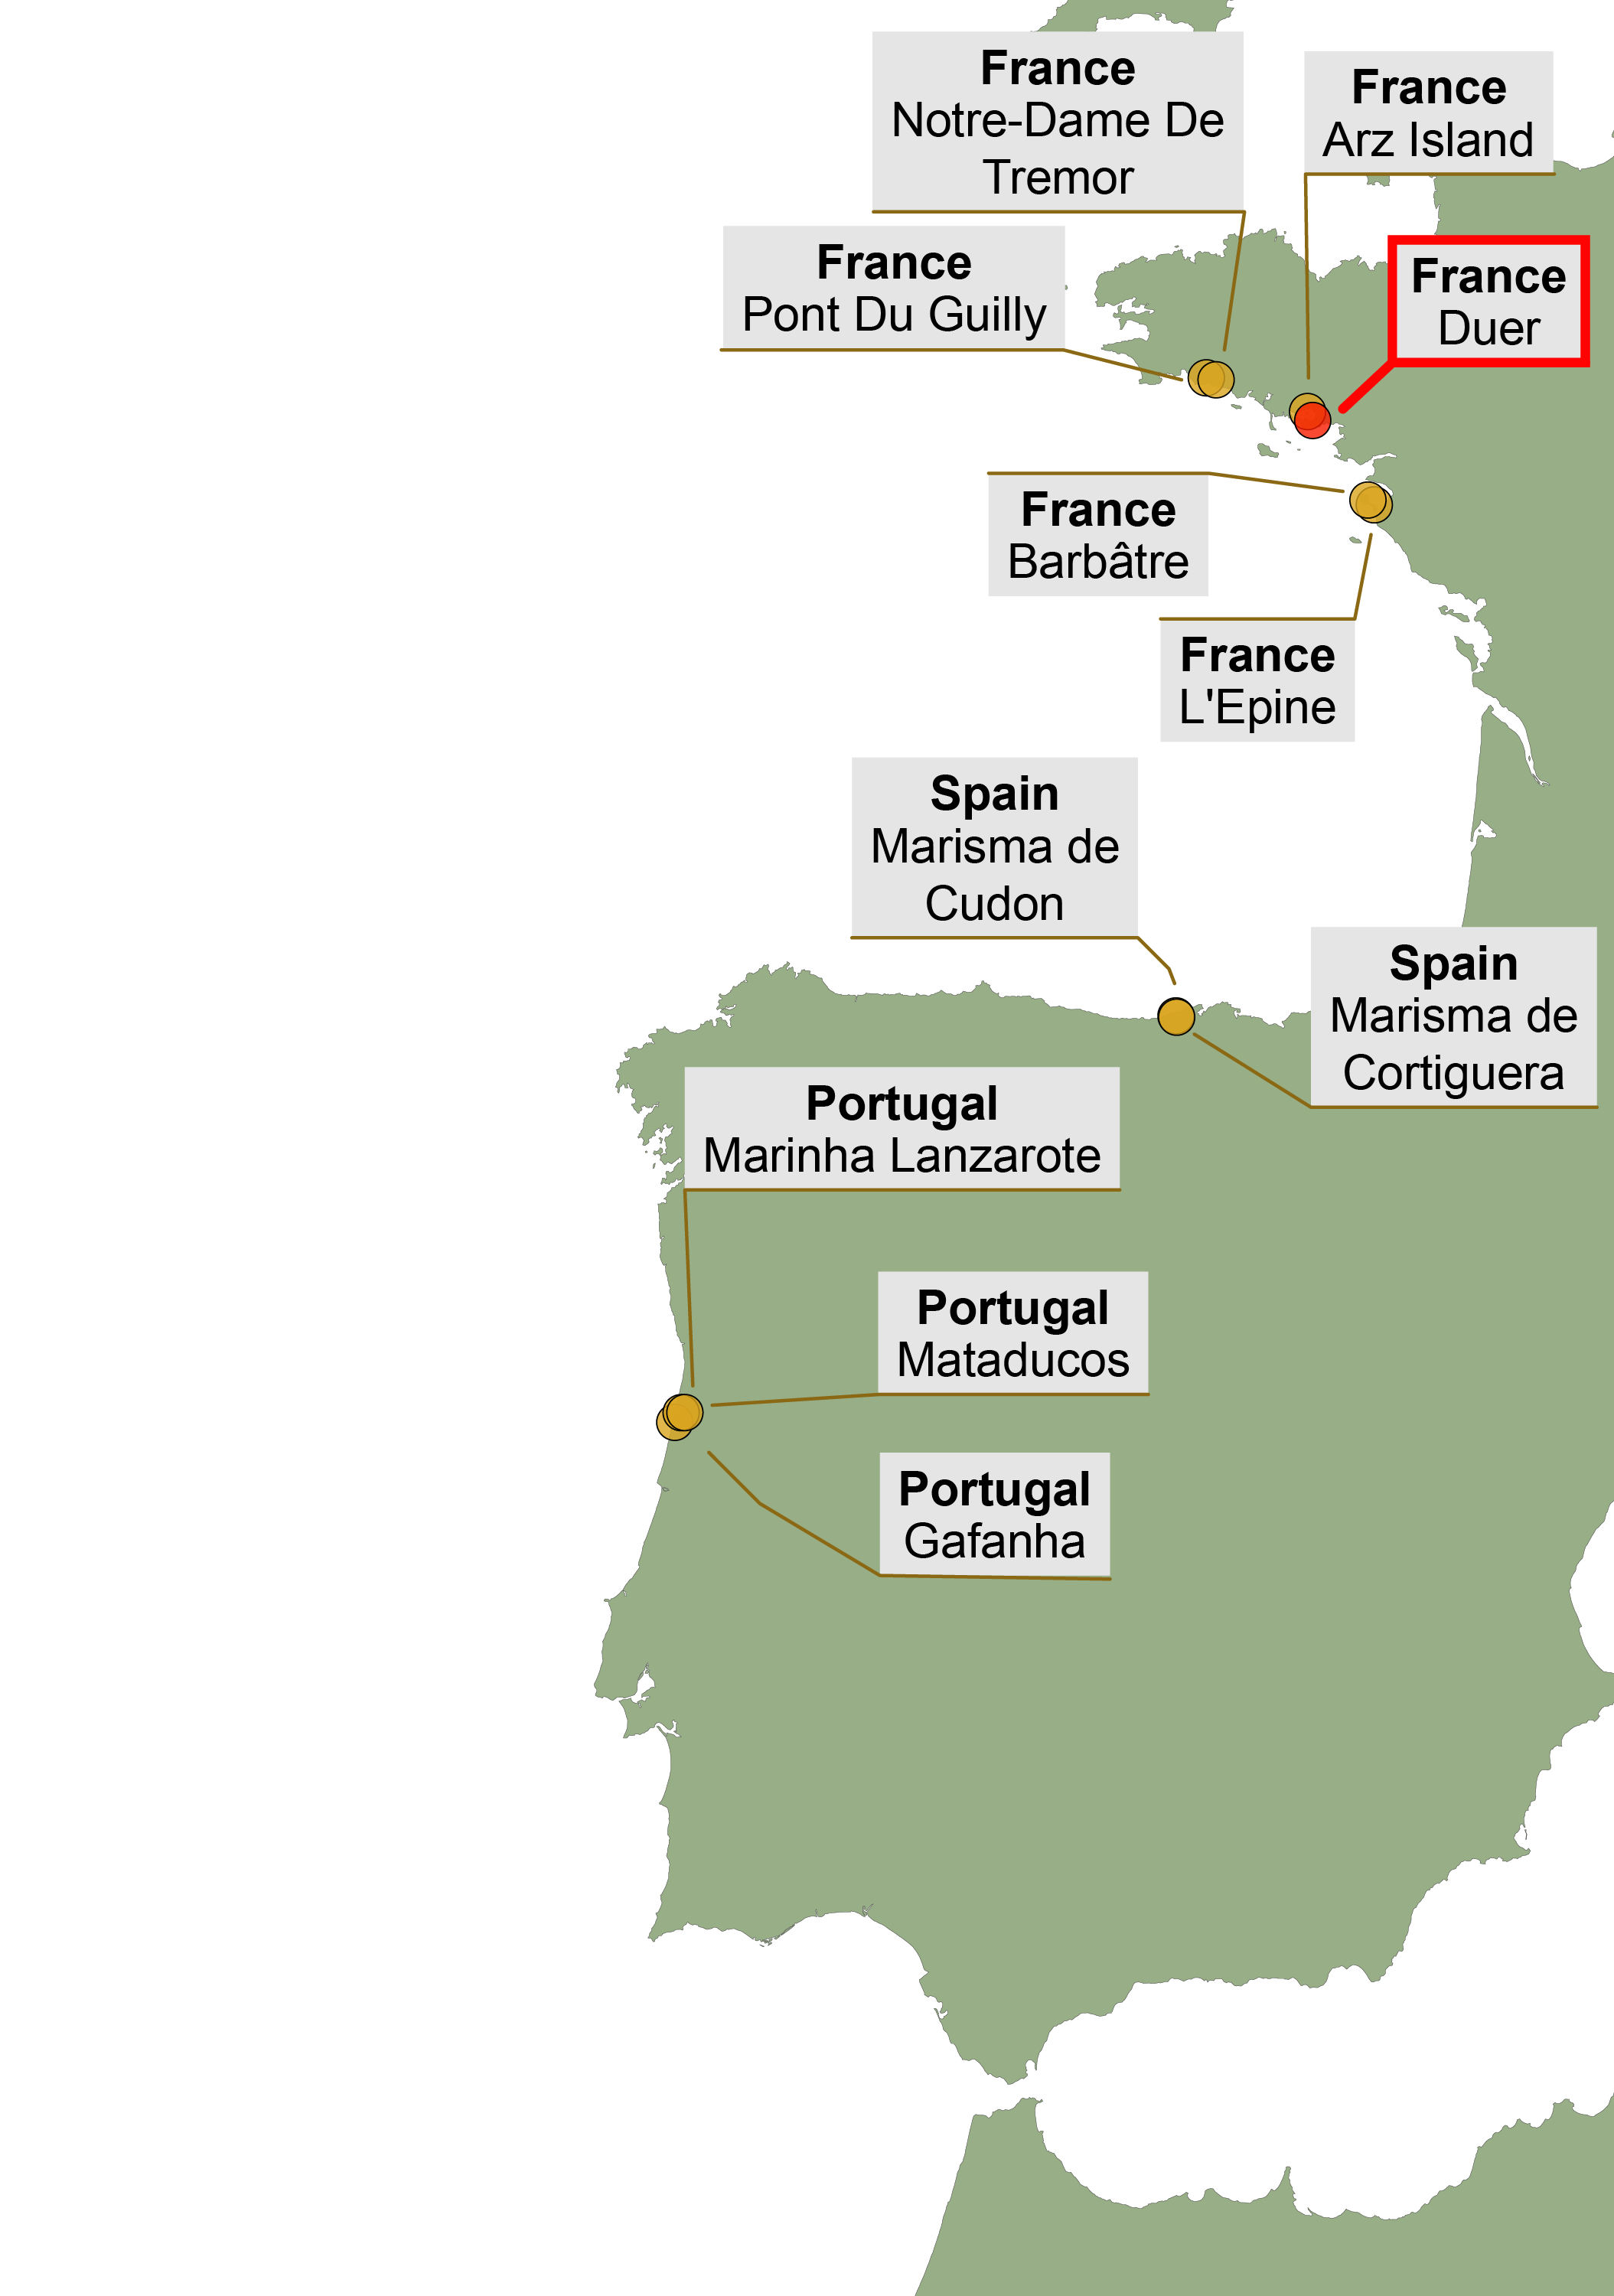 France
Notre-Dame De
Tremor
France
Arz Island
France
Pont Du Guilly
France
Duer
France
Barbâtre
France
L'Epine
Spain
Marisma de
Cudon
Spain
Marisma de
Cortiguera
Portugal
Marinha Lanzarote
Portugal
Mataducos
Portugal
Gafanha